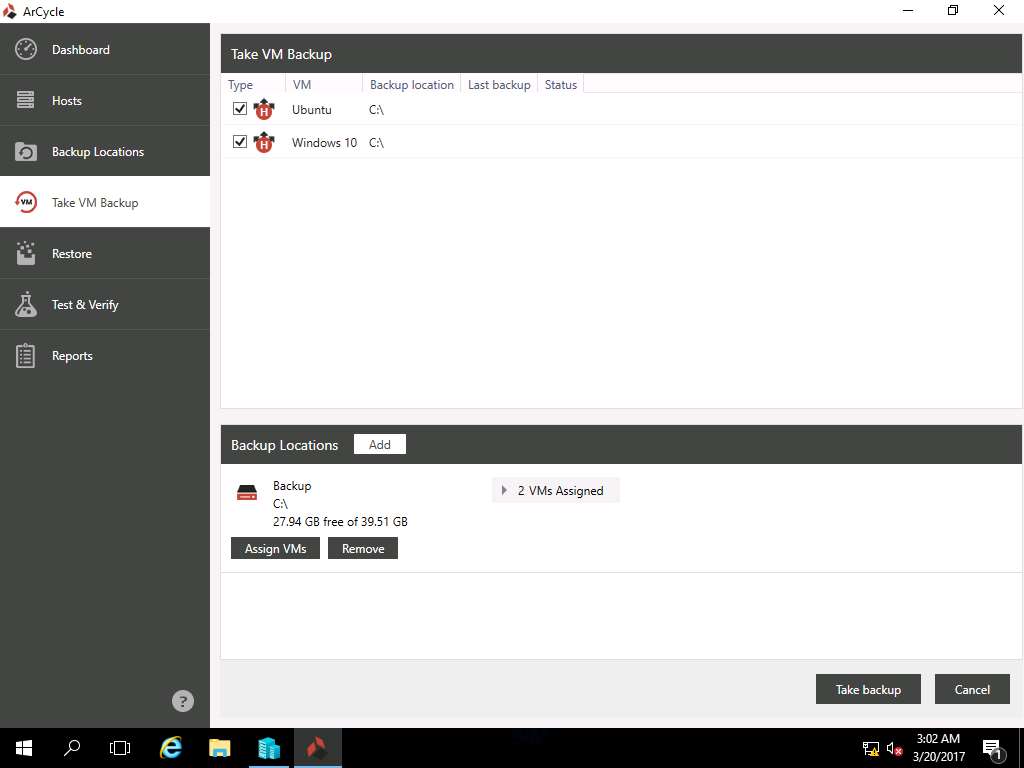 ArCycle
Dashboard
Hosts
Backup Locations
VM
Take VM Backup
Restore
Test & Verify
Reports
?
Take VM Backup
Type VM Backup location Last backup Status
H Ubuntu C:\
H Windows 10 C:\
Backup Locations Add
Backup
C:\
27.94 GB free of 39.51 GB
2 VMs Assigned
Assign VMs Remove
Take backup Cancel
3:02 AM
3/20/2017
1